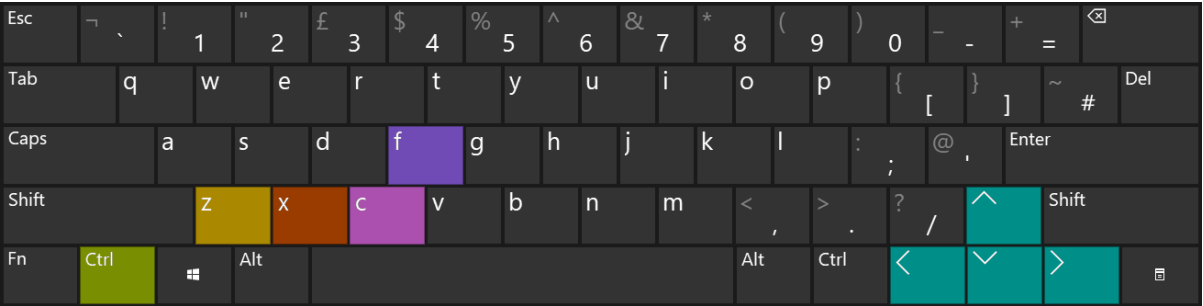 Esc ¬ ` ! 1 " 2 £ 3 $ 4 % 5 ^ 6 & 7 * 8 ( 9 ) 0 _ - + =
Tab q w e r t y u i o p { [ } ] ~ # Del
Caps a s d f g h j k l : ; @ ' Enter
Shift z x c v b n m < , > . ? / Shift
Fn Ctrl Alt Alt Ctrl